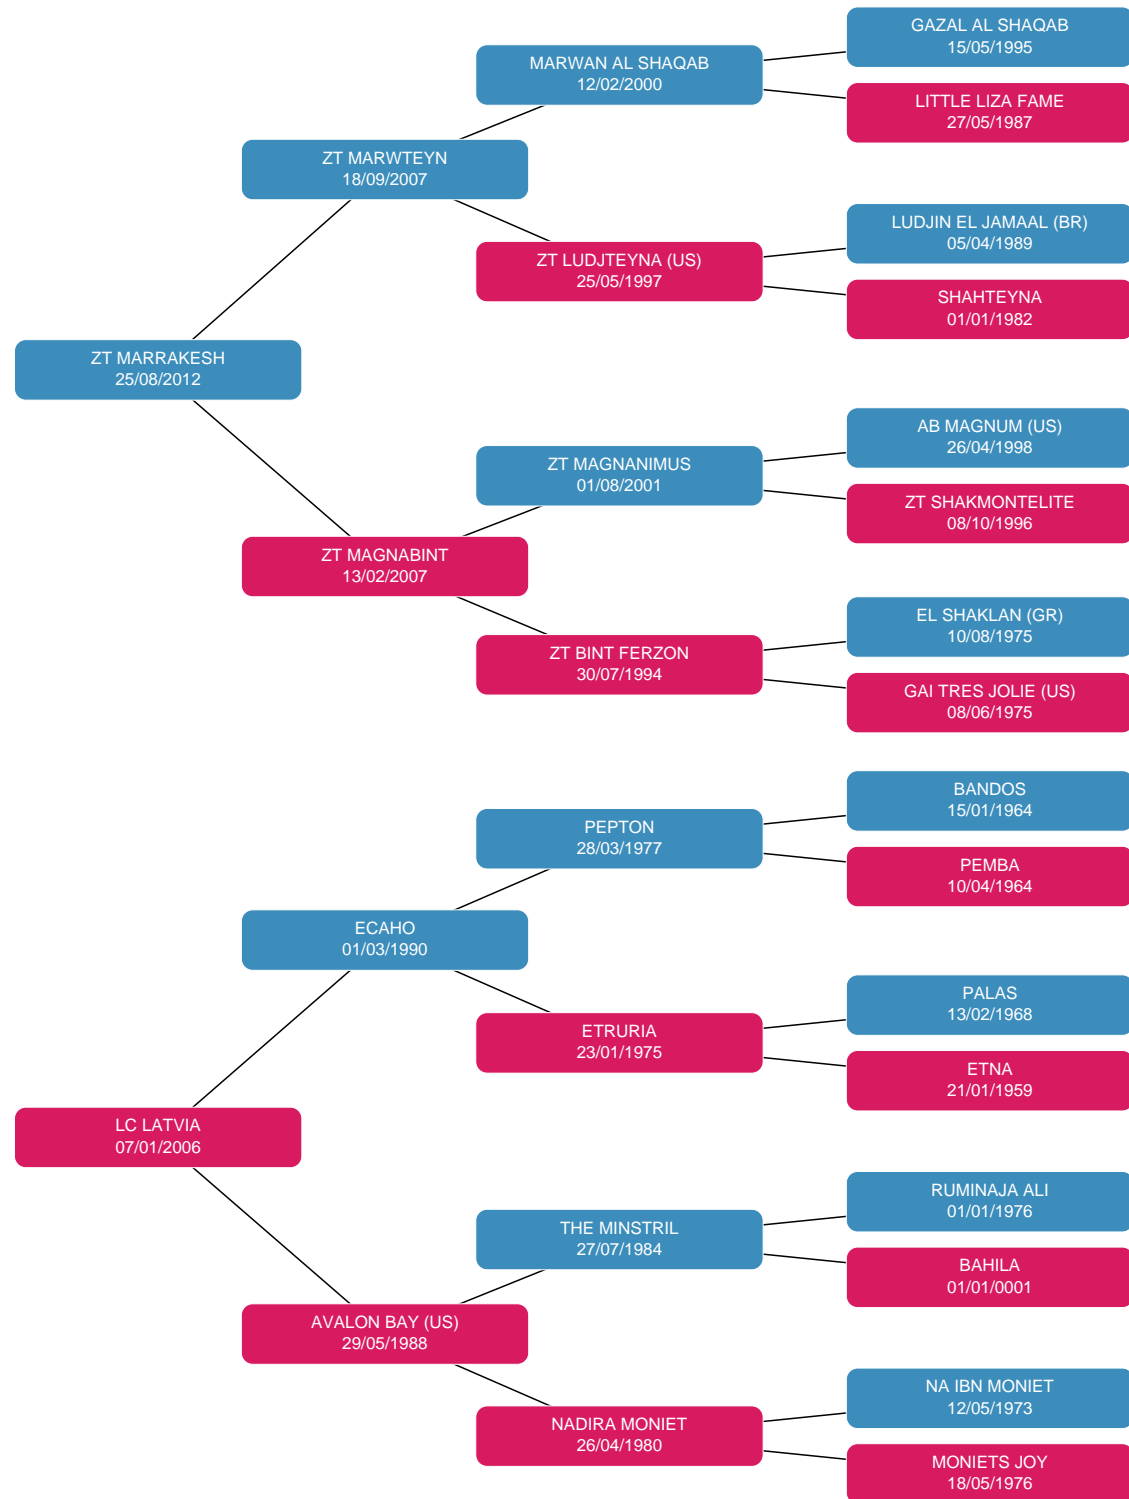 GAZAL AL SHAQAB
15/05/1995
MARWAN AL SHAQAB
12/02/2000
LITTLE LIZA FAME
27/05/1987
ZT MARWTEYN
18/09/2007
LUDJIN EL JAMAAL (BR)
05/04/1989
ZT LUDJTEYNA (US)
25/05/1997
SHAHTEYNA
01/01/1982
ZT MARRAKESH
25/08/2012
AB MAGNUM (US)
26/04/1998
ZT MAGNANIMUS
01/08/2001
ZT SHAKMONTELITE
08/10/1996
ZT MAGNABINT
13/02/2007
EL SHAKLAN (GR)
10/08/1975
ZT BINT FERZON
30/07/1994
GAI TRES JOLIE (US)
08/06/1975
BANDOS
15/01/1964
PEPTON
28/03/1977
PEMBA
10/04/1964
ECAHO
01/03/1990
PALAS
13/02/1968
ETRURIA
23/01/1975
ETNA
21/01/1959
LC LATVIA
07/01/2006
RUMINAJA ALI
01/01/1976
THE MINSTRIL
27/07/1984
BAHILA
01/01/0001
AVALON BAY (US)
29/05/1988
NA IBN MONIET
12/05/1973
NADIRA MONIET
26/04/1980
MONIETS JOY
18/05/1976